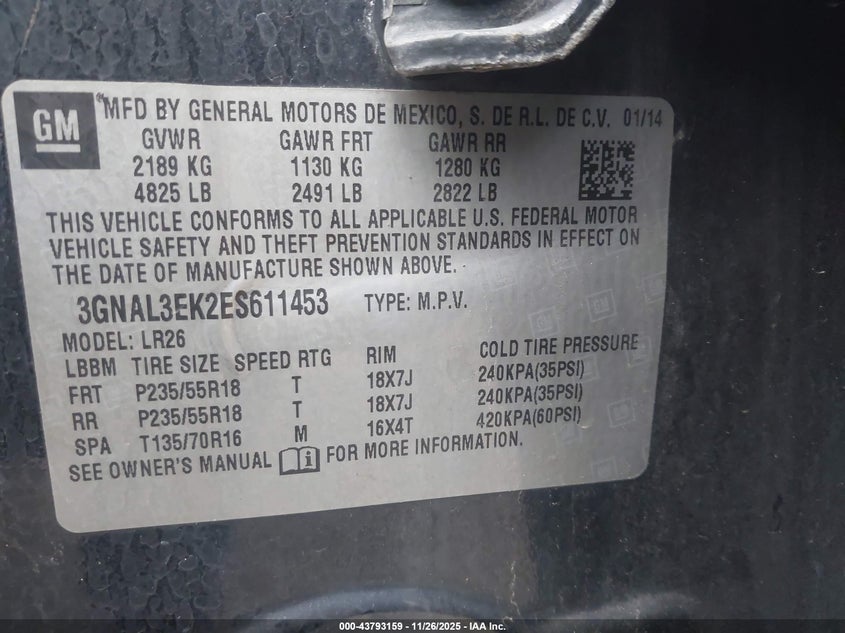 GM
MFD BY GENERAL MOTORS DE MEXICO, S. DE R.L. DE C.V. 01/14
GVWR GAWR FRT GAWR RR
2189 KG 1130 KG 1280 KG
4825 LB 2491 LB 2822 LB
THIS VEHICLE CONFORMS TO ALL APPLICABLE U.S. FEDERAL MOTOR
VEHICLE SAFETY AND THEFT PREVENTION STANDARDS IN EFFECT ON
THE DATE OF MANUFACTURE SHOWN ABOVE.
3GNAL3EK2ES611453 TYPE: M.P.V.
MODEL: LR26
LBBM TIRE SIZE SPEED RTG RIM COLD TIRE PRESSURE
FRT P235/55R18 T 18X7J 240KPA(35PSI)
RR P235/55R18 T 18X7J 240KPA(35PSI)
SPA T135/70R16 M 16X4T 420KPA(60PSI)
SEE OWNER'S MANUAL i FOR MORE INFORMATION.
000-43793159 - 11/26/2025 - IAA Inc.